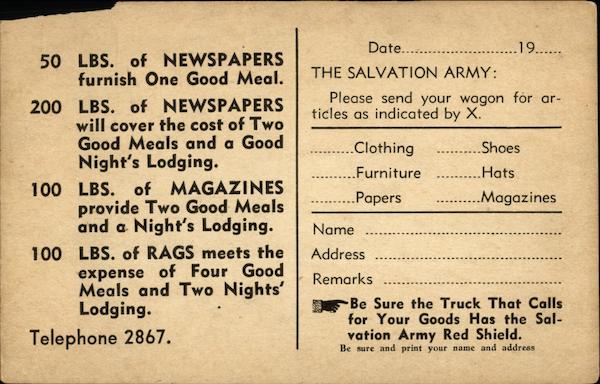 50 LBS. of NEWSPAPERS
furnish One Good Meal.
200 LBS. of NEWSPAPERS
will cover the cost of Two
Good Meals and a Good
Night's Lodging.
100 LBS. of MAGAZINES
provide Two Good Meals
and a Night's Lodging.
100 LBS. of RAGS meets the
expense of Four Good
Meals and Two Nights'
Lodging.
Telephone 2867.
Date..............................19......
THE SALVATION ARMY:
Please send your wagon for ar-
ticles as indicated by X.
..........Clothing ..........Shoes
..........Furniture ..........Hats
..........Papers ..........Magazines
Name ..................................................
Address ..............................................
Remarks .............................................
Be Sure the Truck That Calls
for Your Goods Has the Sal-
vation Army Red Shield.
Be sure and print your name and address